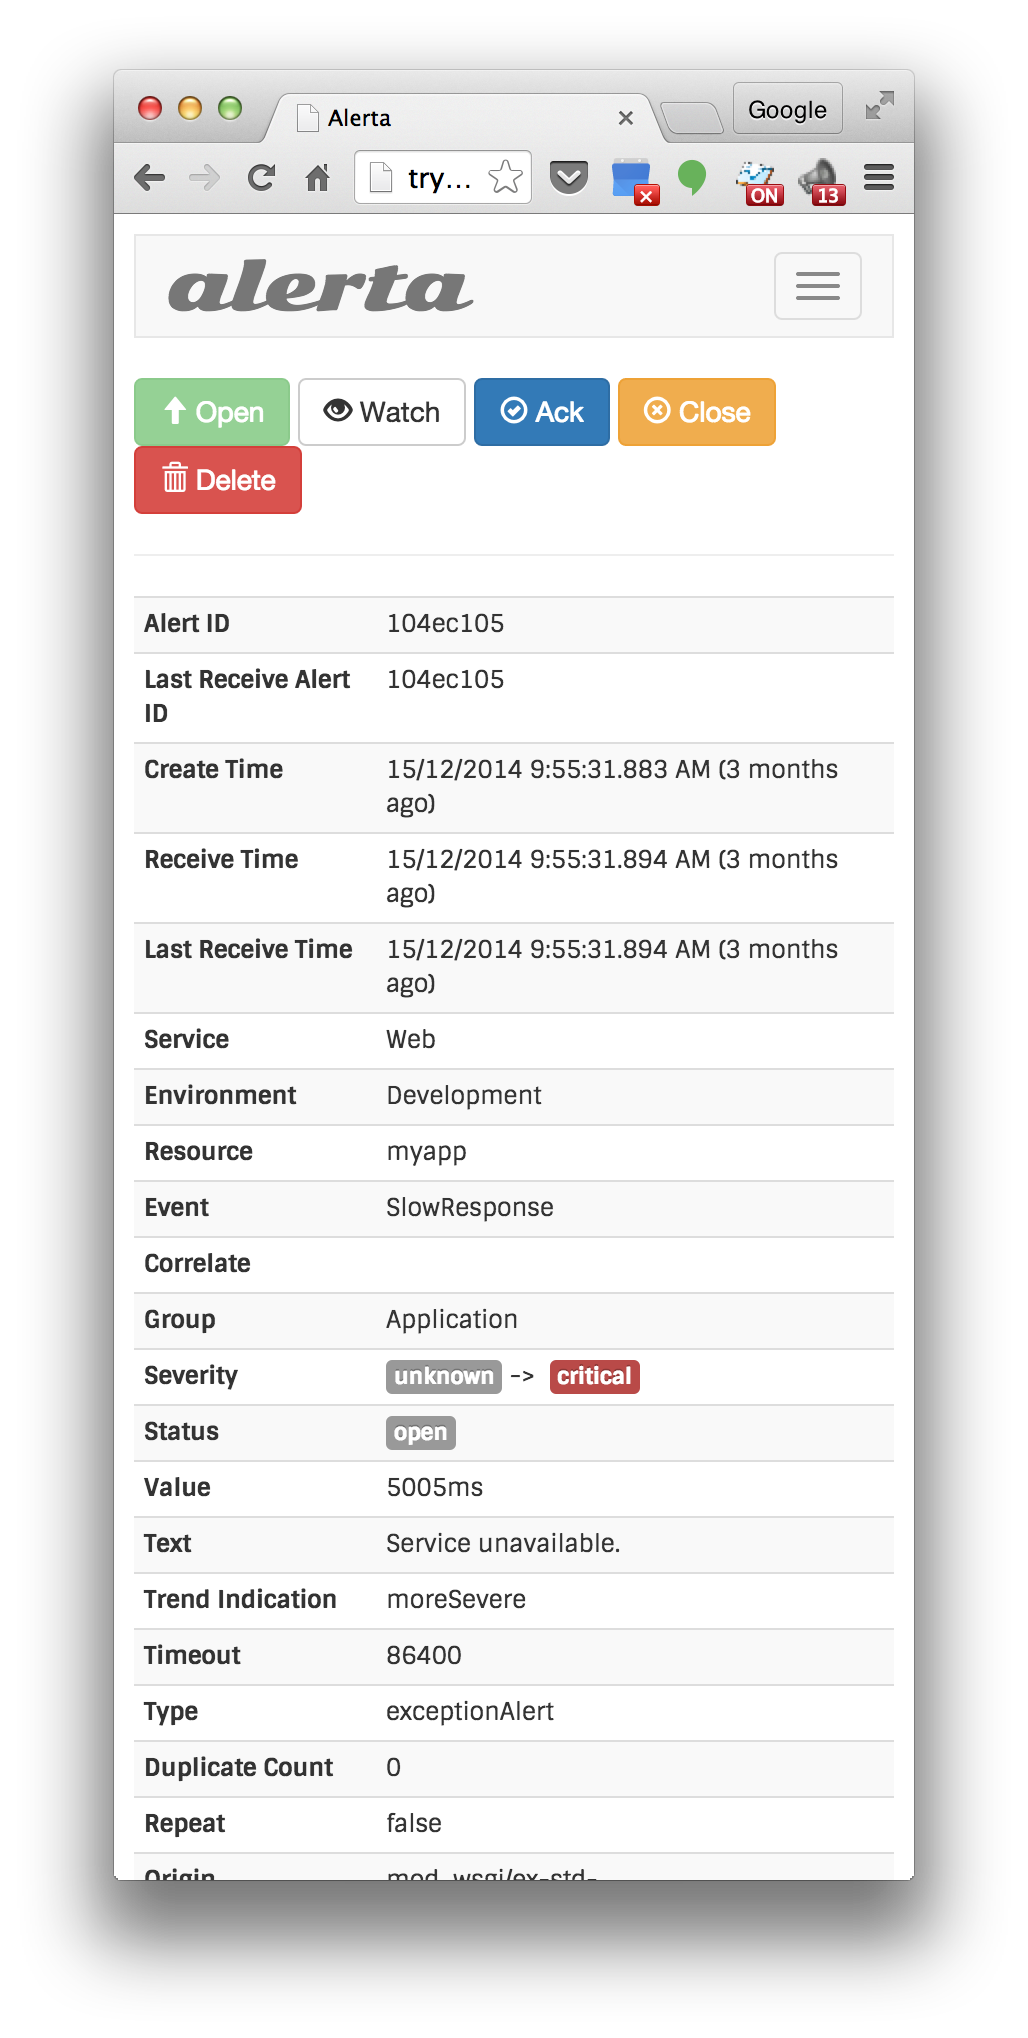 Alerta
Google
try...
ON
13
alerta
Open Watch Ack Close
Delete
Alert ID 104ec105
Last Receive Alert 104ec105
ID
Create Time 15/12/2014 9:55:31.883 AM (3 months
ago)
Receive Time 15/12/2014 9:55:31.894 AM (3 months
ago)
Last Receive Time 15/12/2014 9:55:31.894 AM (3 months
ago)
Service Web
Environment Development
Resource myapp
Event SlowResponse
Correlate
Group Application
Severity unknown -> critical
Status open
Value 5005ms
Text Service unavailable.
Trend Indication moreSevere
Timeout 86400
Type exceptionAlert
Duplicate Count 0
Repeat false
Origin mod_wsgi/ex-std-